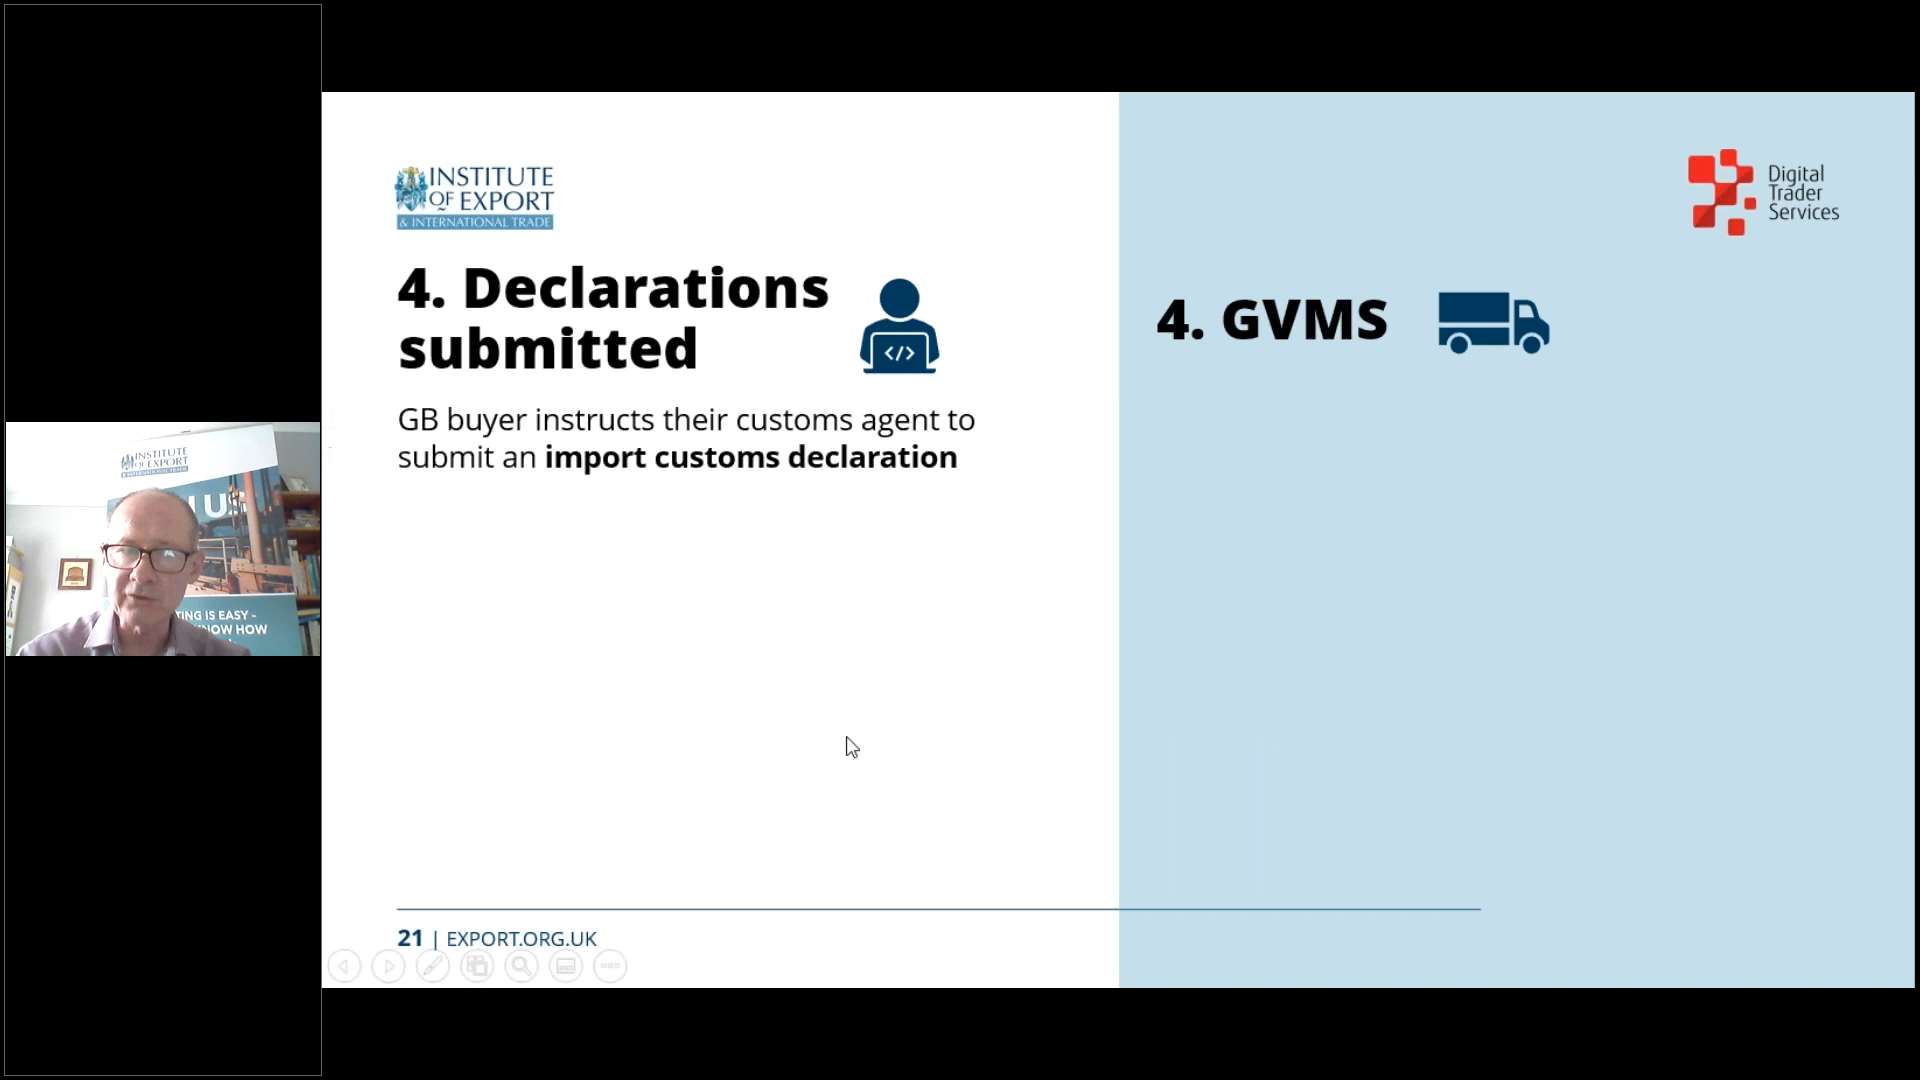 INSTITUTE
OF EXPORT
& INTERNATIONAL TRADE
Digital
Trader
Services
4. Declarations
submitted
</>
GB buyer instructs their customs agent to
submit an import customs declaration
4. GVMS
21 | EXPORT.ORG.UK
INSTITUTE
OF EXPORT
US
TING IS EASY –
NOW HOW